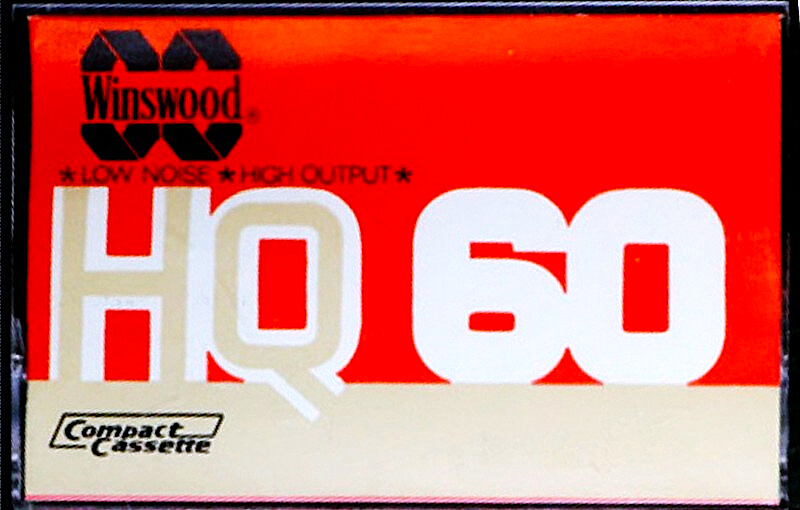 Winswood®
*LOW NOISE *HIGH OUTPUT*
HQ 60
Compact
Cassette